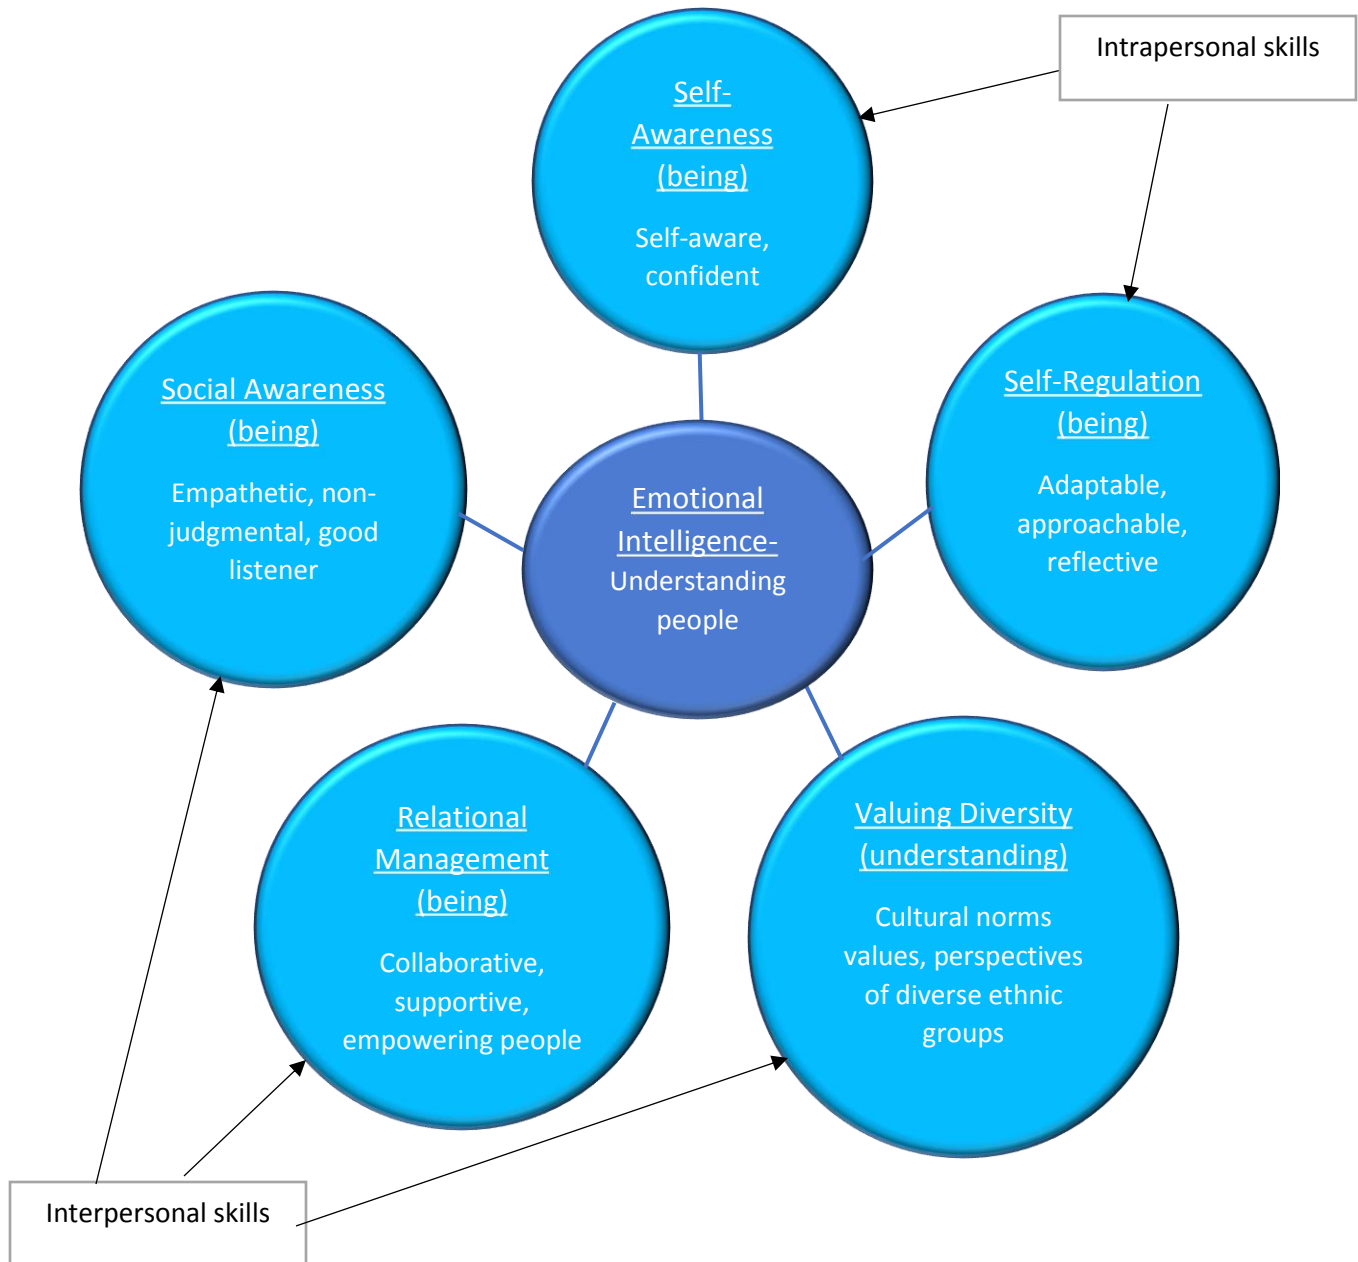 Intrapersonal skills
Self-
Awareness
(being)
Self-aware,
confident
Social Awareness
(being)
Empathetic, non-
judgmental, good
listener
Emotional
Intelligence-
Understanding
people
Self-Regulation
(being)
Adaptable,
approachable,
reflective
Relational
Management
(being)
Collaborative,
supportive,
empowering people
Valuing Diversity
(understanding)
Cultural norms
values, perspectives
of diverse ethnic
groups
Interpersonal skills